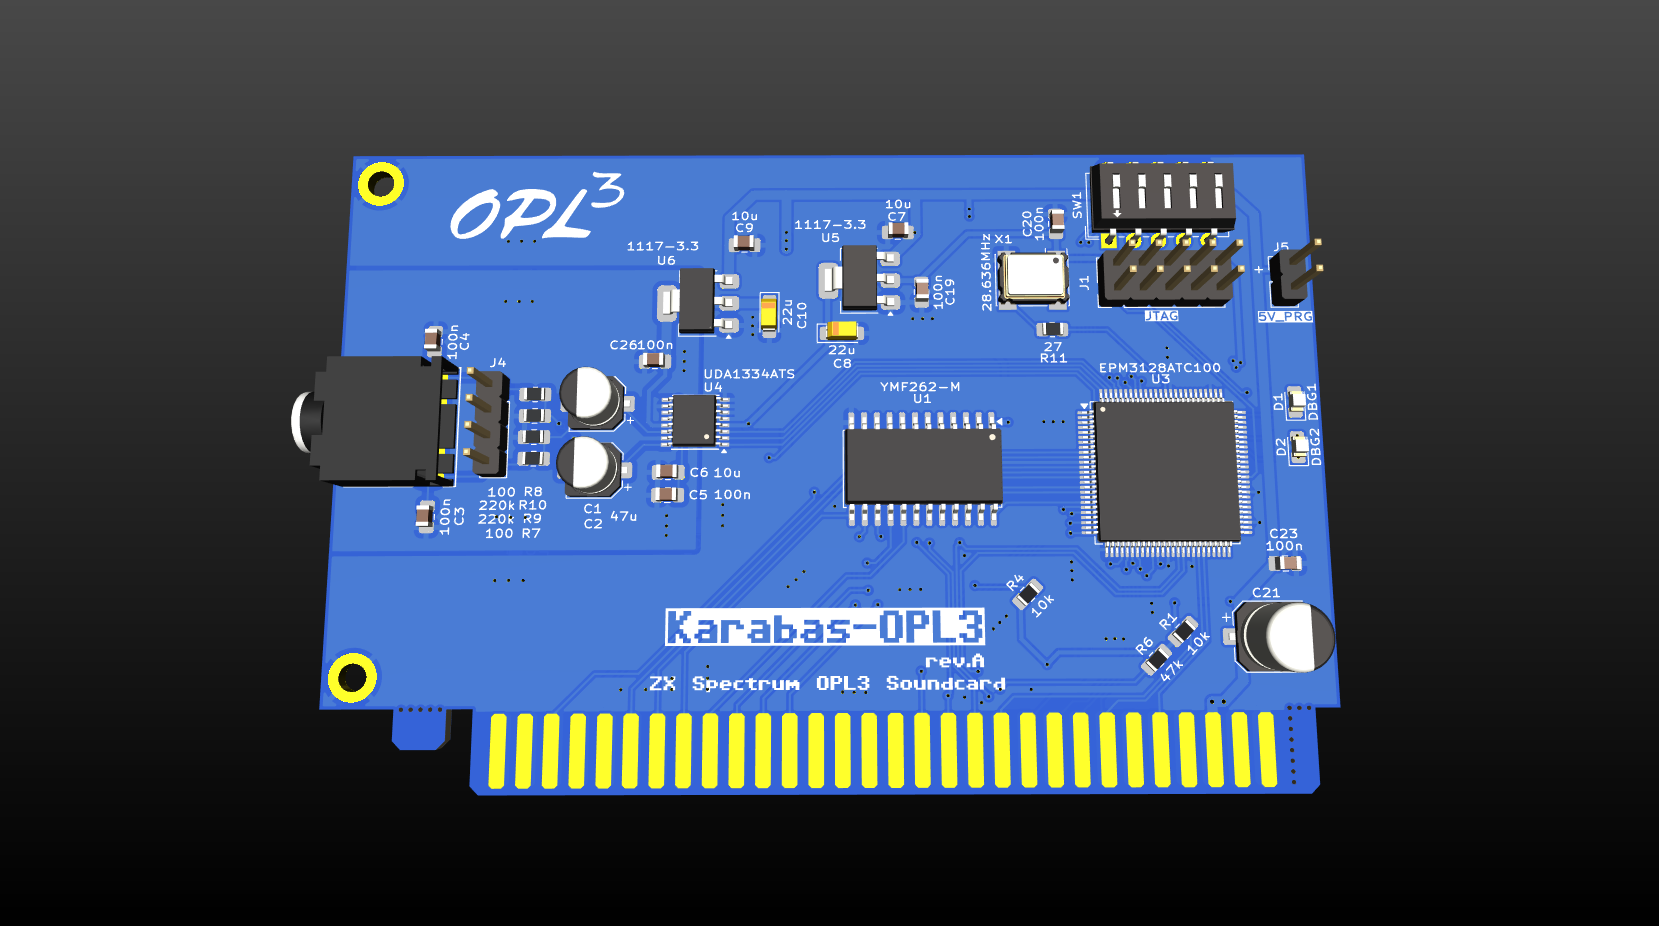 OPL3
10u
C9
1117-3.3
U6
1117-3.3
U5
10u
C7
22u
C10
22u
C8
100n
C19
28.636MHz
X1
C20
100n
SW1
J1
JTAG
J5
+
5V_PRG
27
R11
100n
C4
J4
C26100n
UDA1334ATS
U4
YMF262-M
U1
EPM3128ATC100
U3
D1
DBG1
D2
DBG2
+
+
C6 10u
C5 100n
100 R8
220k R10
220k R9
100 R7
C1
C2
47u
100n
C3
C23
100n
C21
+
R4
10k
R1
10k
R6
47k
Karabas-OPL3
rev.A
ZX Spectrum OPL3 Soundcard